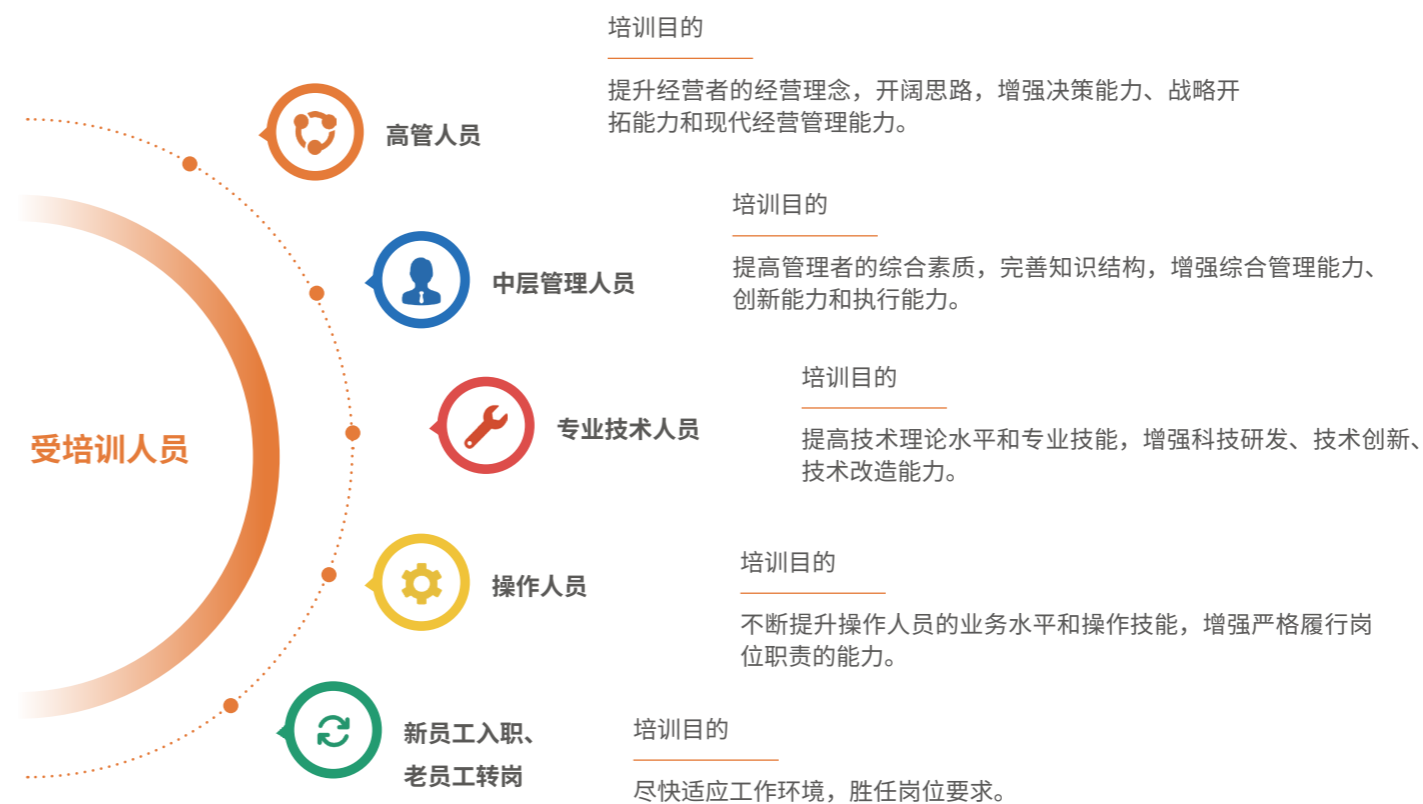 受培训人员
高管人员
培训目的
提升经营者的经营理念，开阔思路，增强决策能力、战略开
拓能力和现代经营管理能力。
中层管理人员
培训目的
提高管理者的综合素质，完善知识结构，增强综合管理能力、
创新能力和执行能力。
专业技术人员
培训目的
提高技术理论水平和专业技能，增强科技研发、技术创新、
技术改造能力。
操作人员
培训目的
不断提升操作人员的业务水平和操作技能，增强严格履行岗
位职责的能力。
新员工入职、
老员工转岗
培训目的
尽快适应工作环境，胜任岗位要求。